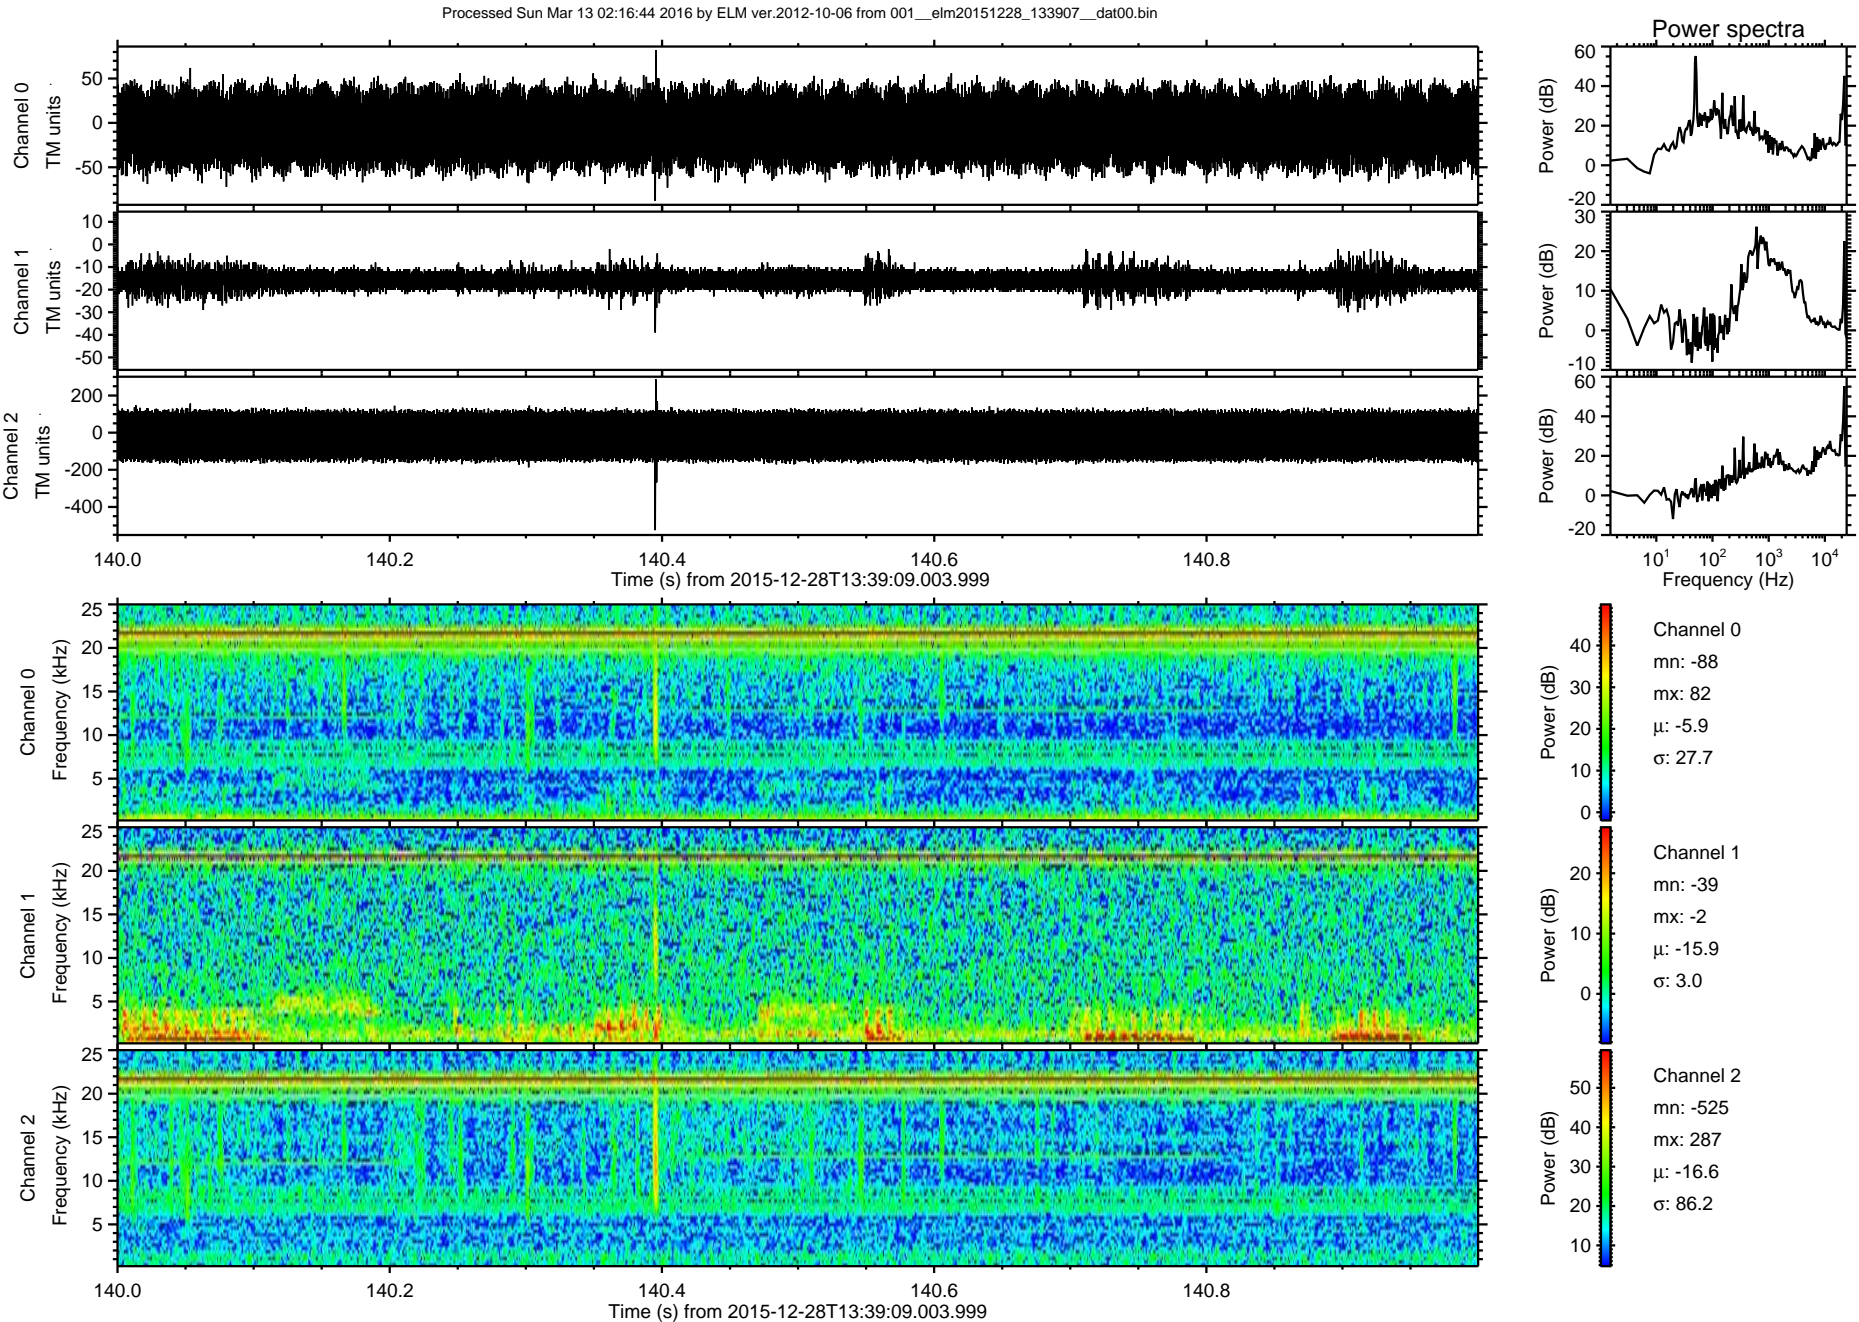 Processed Sun Mar 13 02:16:44 2016 by ELM ver.2012-10-06 from 001__elm20151228_133907__dat00.bin
Power spectra
Channel 0
TM units
50
0
-50
Power (dB)
60
40
20
0
-20
Channel 1
TM units
10
0
-10
-20
-30
-40
-50
Power (dB)
30
20
10
0
-10
Channel 2
TM units
200
0
-200
-400
Power (dB)
60
40
20
0
-20
140.0 140.2 140.4 140.6 140.8
Time (s) from 2015-12-28T13:39:09.003.999
10¹ 10² 10³ 10⁴
Frequency (Hz)
Channel 0
Frequency (kHz)
25
20
15
10
5
Power (dB)
40
30
20
10
0
Channel 0
mn: -88
mx: 82
μ: -5.9
σ: 27.7
Channel 1
Frequency (kHz)
25
20
15
10
5
Power (dB)
20
10
0
Channel 1
mn: -39
mx: -2
μ: -15.9
σ: 3.0
Channel 2
Frequency (kHz)
25
20
15
10
5
Power (dB)
50
40
30
20
10
Channel 2
mn: -525
mx: 287
μ: -16.6
σ: 86.2
140.0 140.2 140.4 140.6 140.8
Time (s) from 2015-12-28T13:39:09.003.999